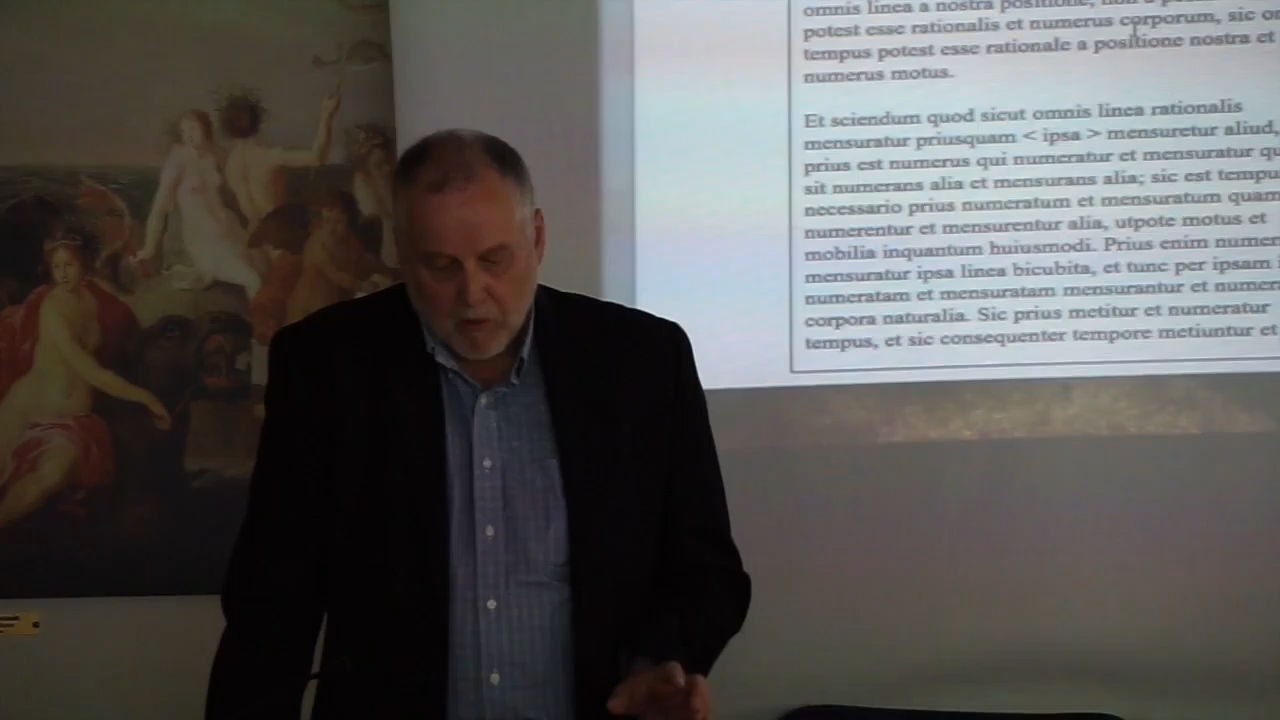 omnis linea a nostra positione,
potest esse rationalis et numerus corporum, sic
tempus potest esse rationale a positione nostra et
numerus motus.
Et sciendum quod sicut omnis linea rationalis
mensuratur priusquam < ipsa > mensuretur aliud,
prius est numerus qui numeratur et mensuratur
sit numerans alia et mensurans alia; sic est
necessario prius numeratum et mensuratum quam
numerentur et mensurentur alia, utpote motus et
mobilia inquantum huiusmodi. Prius enim
mensuratur ipsa linea bicubita, et tunc per ipsam
numeratam et mensuratam mensurantur et
corpora naturalia. Sic prius metitur et numeratur
tempus, et sic consequenter tempore metiuntur et